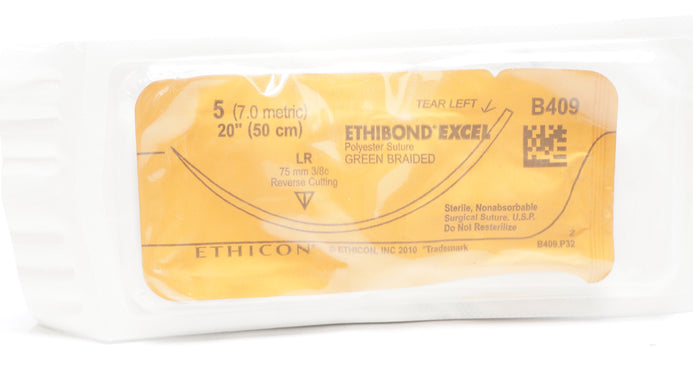 5 (7.0 metric)
20" (50 cm)
TEAR LEFT
B409
ETHIBOND* EXCEL
Polyester Suture
GREEN BRAIDED
LR
75 mm 3/8c
Reverse Cutting
Sterile, Nonabsorbable
Surgical Suture, U.S.P.
Do Not Resterilize
ETHICON*
© ETHICON, INC 2010 *Trademark
2
B409.P32